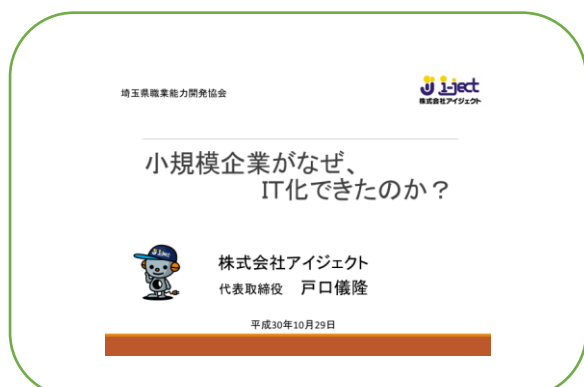 埼玉県職業能力開発協会
i-ject
株式会社アイジェクト
小規模企業がなぜ、
IT化できたのか？
株式会社アイジェクト
代表取締役 戸口儀隆
平成30年10月29日